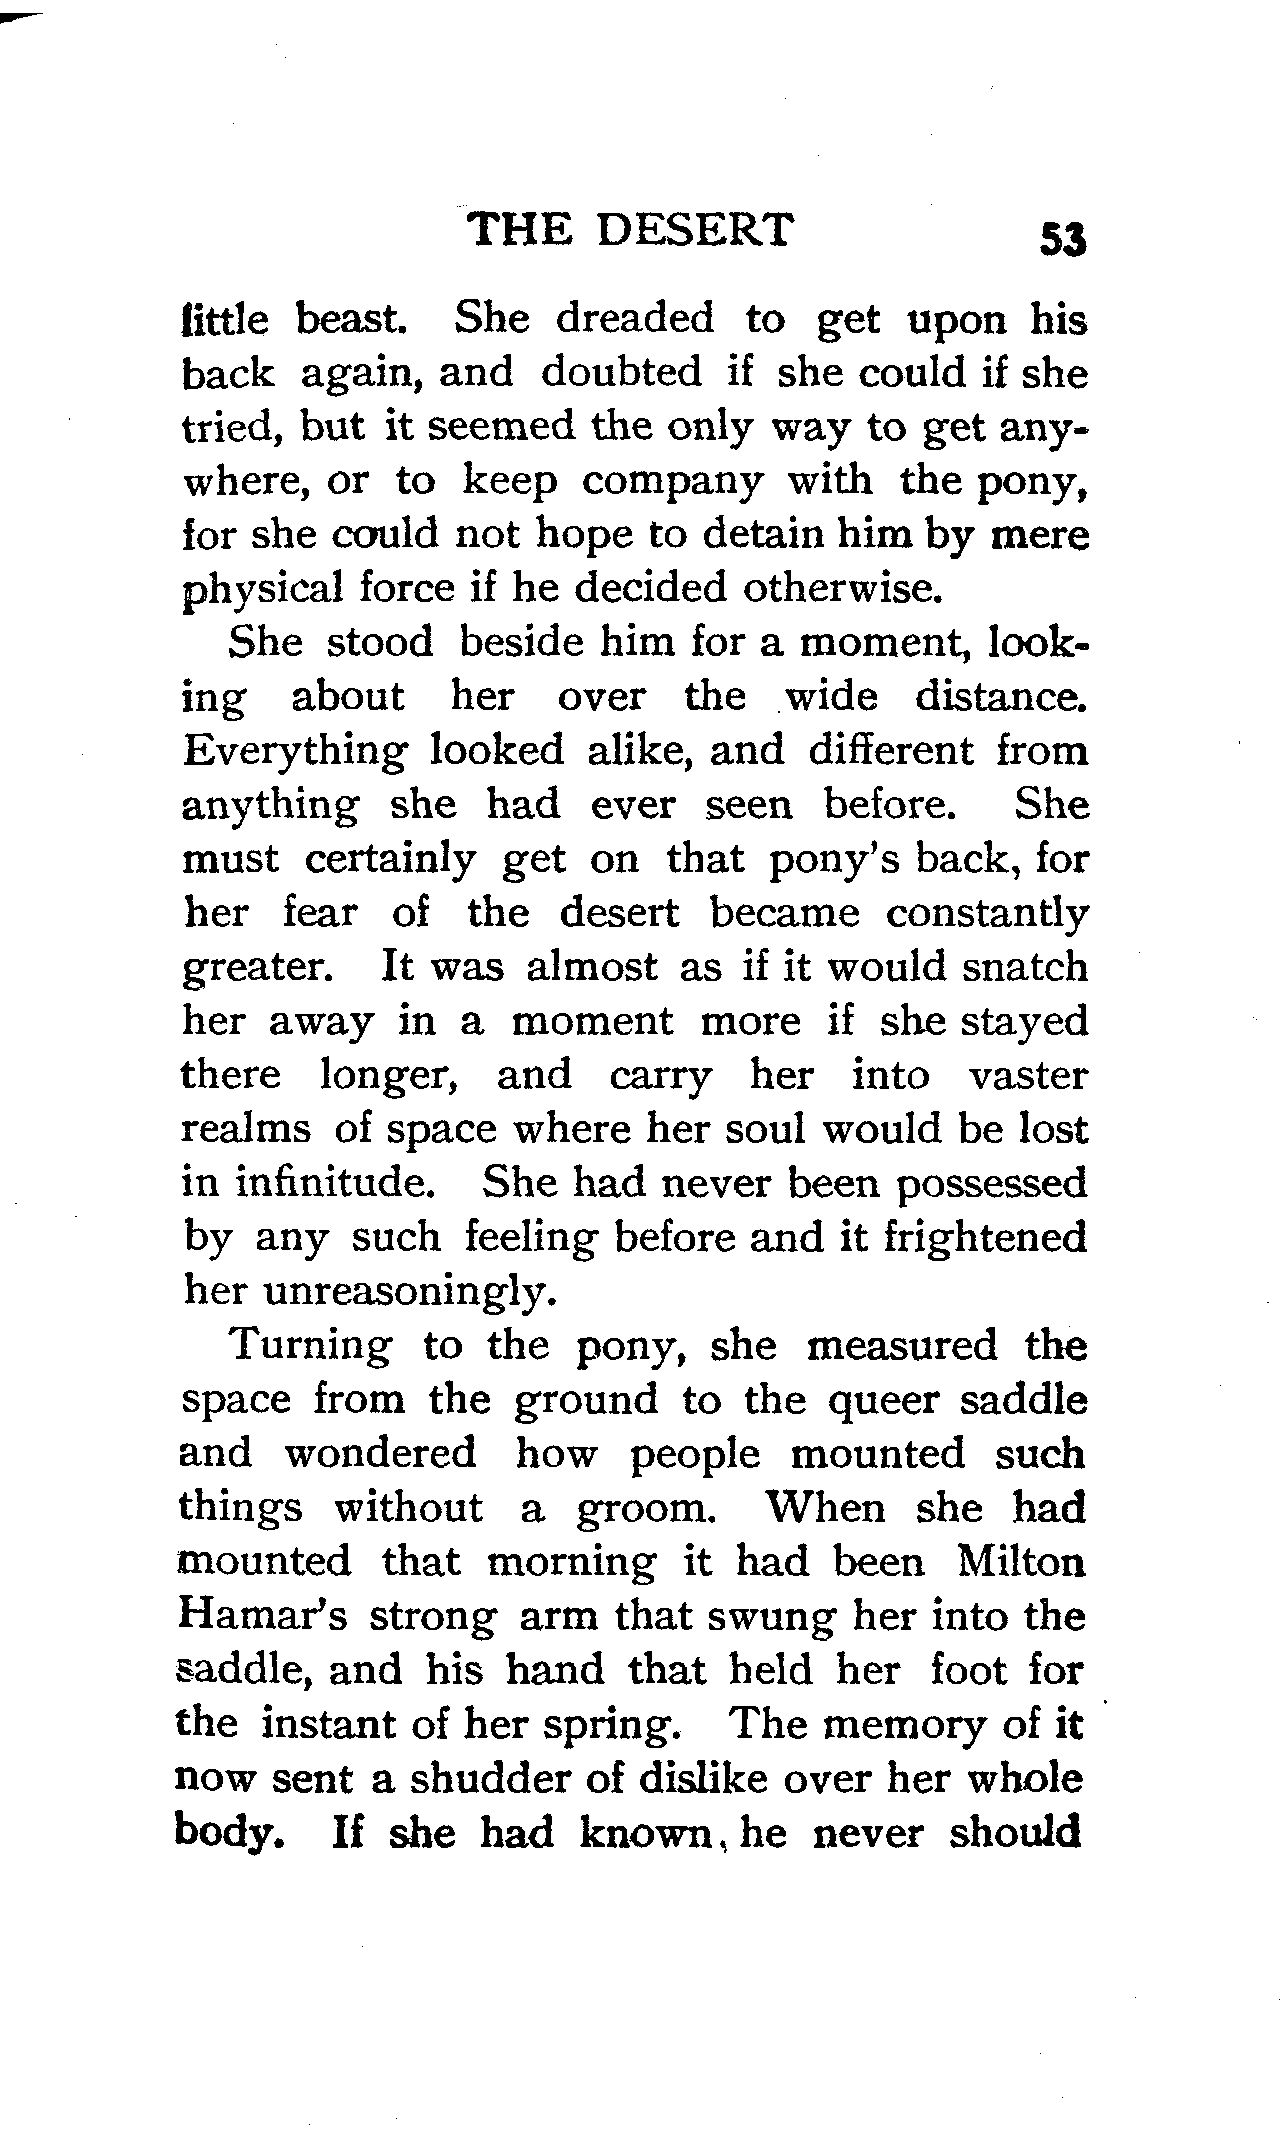 THE DESERT 53
little beast. She dreaded to get upon his
back again, and doubted if she could if she
tried, but it seemed the only way to get any-
where, or to keep company with the pony,
for she could not hope to detain him by mere
physical force if he decided otherwise.
She stood beside him for a moment, look-
ing about her over the wide distance.
Everything looked alike, and different from
anything she had ever seen before. She
must certainly get on that pony's back, for
her fear of the desert became constantly
greater. It was almost as if it would snatch
her away in a moment more if she stayed
there longer, and carry her into vaster
realms of space where her soul would be lost
in infinitude. She had never been possessed
by any such feeling before and it frightened
her unreasoningly.
Turning to the pony, she measured the
space from the ground to the queer saddle
and wondered how people mounted such
things without a groom. When she had
mounted that morning it had been Milton
Hamar's strong arm that swung her into the
saddle, and his hand that held her foot for
the instant of her spring. The memory of it
now sent a shudder of dislike over her whole
body. If she had known, he never should